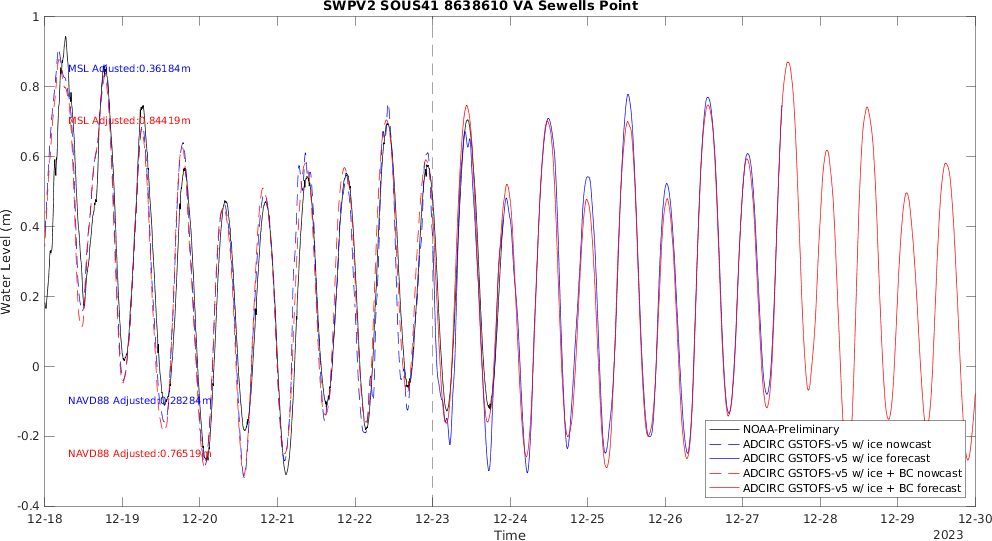 SWPV2 SOUS41 8638610 VA Sewells Point
Water Level (m)
1
0.8
0.6
0.4
0.2
0
-0.2
-0.4
MSL Adjusted:0.36184m
MSL Adjusted:0.84419m
NAVD88 Adjusted:0.28284m
NAVD88 Adjusted:0.76519m
NOAA-Preliminary
ADCIRC GSTOFS-v5 w/ ice nowcast
ADCIRC GSTOFS-v5 w/ ice forecast
ADCIRC GSTOFS-v5 w/ ice + BC nowcast
ADCIRC GSTOFS-v5 w/ ice + BC forecast
12-18 12-19 12-20 12-21 12-22 12-23 12-24 12-25 12-26 12-27 12-28 12-29 12-30
Time
2023